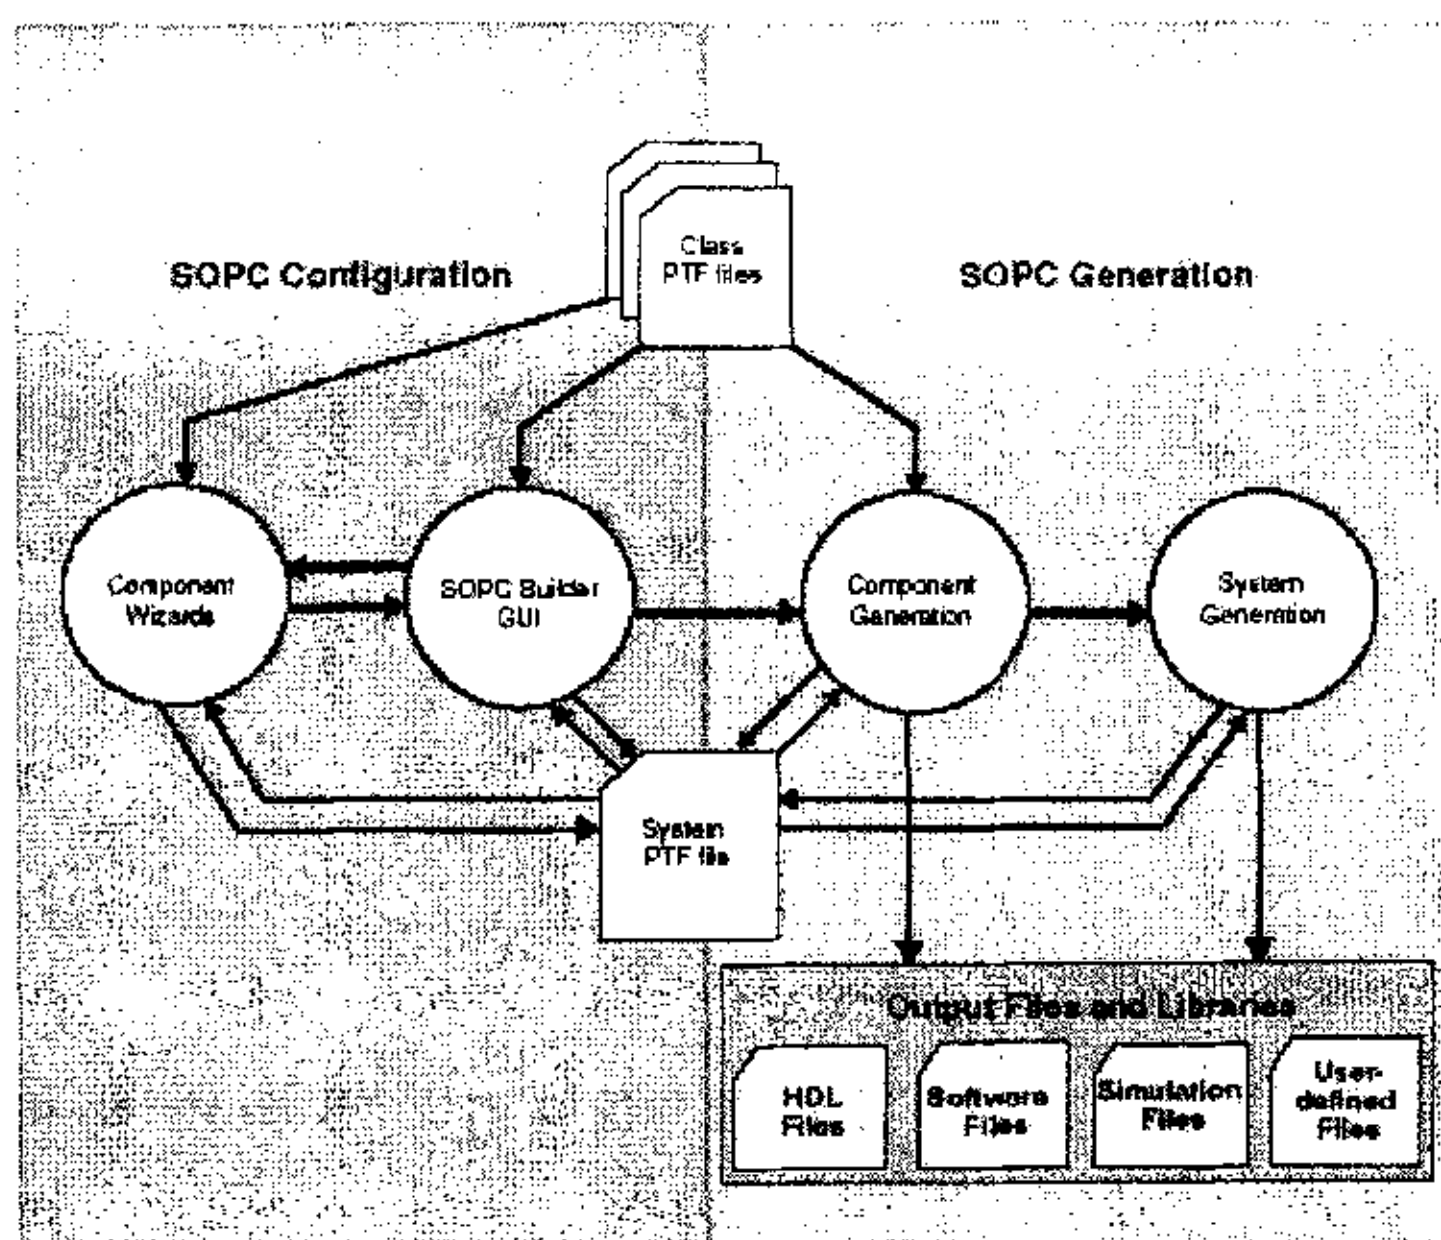 Class
PTF files
SOPC Configuration
SOPC Generation
Component
Wizards
SOPC Builder
GUI
Component
Generation
System
Generation
System
PTF file
Output Files and Libraries
HDL
Files
Software
Files
Simulation
Files
User-
defined
Files